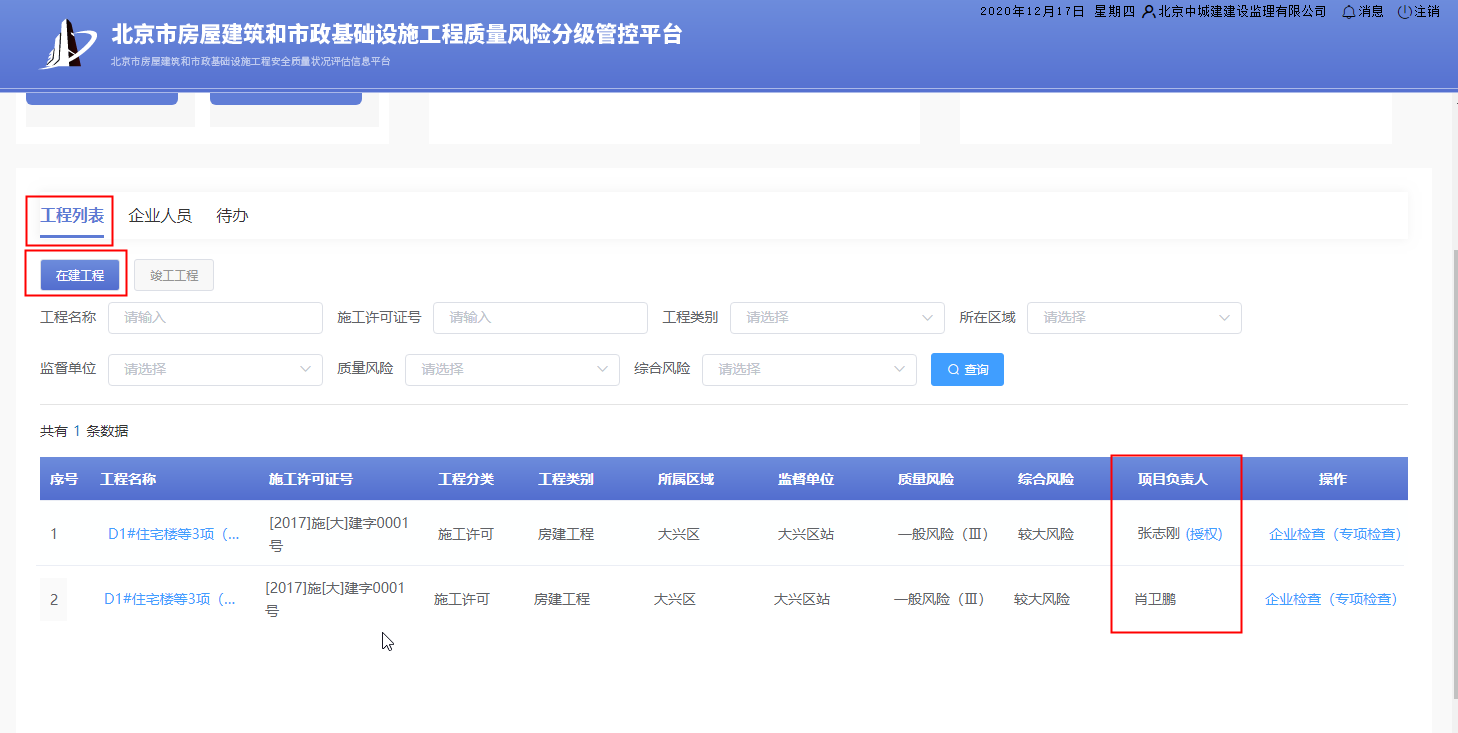 2020年12月17日 星期四 北京中城建建设监理有限公司 消息 注销
北京市房屋建筑和市政基础设施工程质量风险分级管控平台
北京市房屋建筑和市政基础设施工程安全质量状况评估信息平台
工程列表 企业人员 待办
在建工程 竣工工程
工程名称 请输入 施工许可证号 请输入 工程类别 请选择 所在区域 请选择
监督单位 请选择 质量风险 请选择 综合风险 请选择 查询
共有 1 条数据
序号 工程名称 施工许可证号 工程分类 工程类别 所属区域 监督单位 质量风险 综合风险 项目负责人 操作
1 D1#住宅楼等3项（... [2017]施[大]建字0001 施工许可 房建工程 大兴区 大兴区站 一般风险（Ⅲ） 较大风险 张志刚 (授权) 企业检查（专项检查）
号
2 D1#住宅楼等3项（... [2017]施[大]建字0001 施工许可 房建工程 大兴区 大兴区站 一般风险（Ⅲ） 较大风险 肖卫鹏 企业检查（专项检查）
号